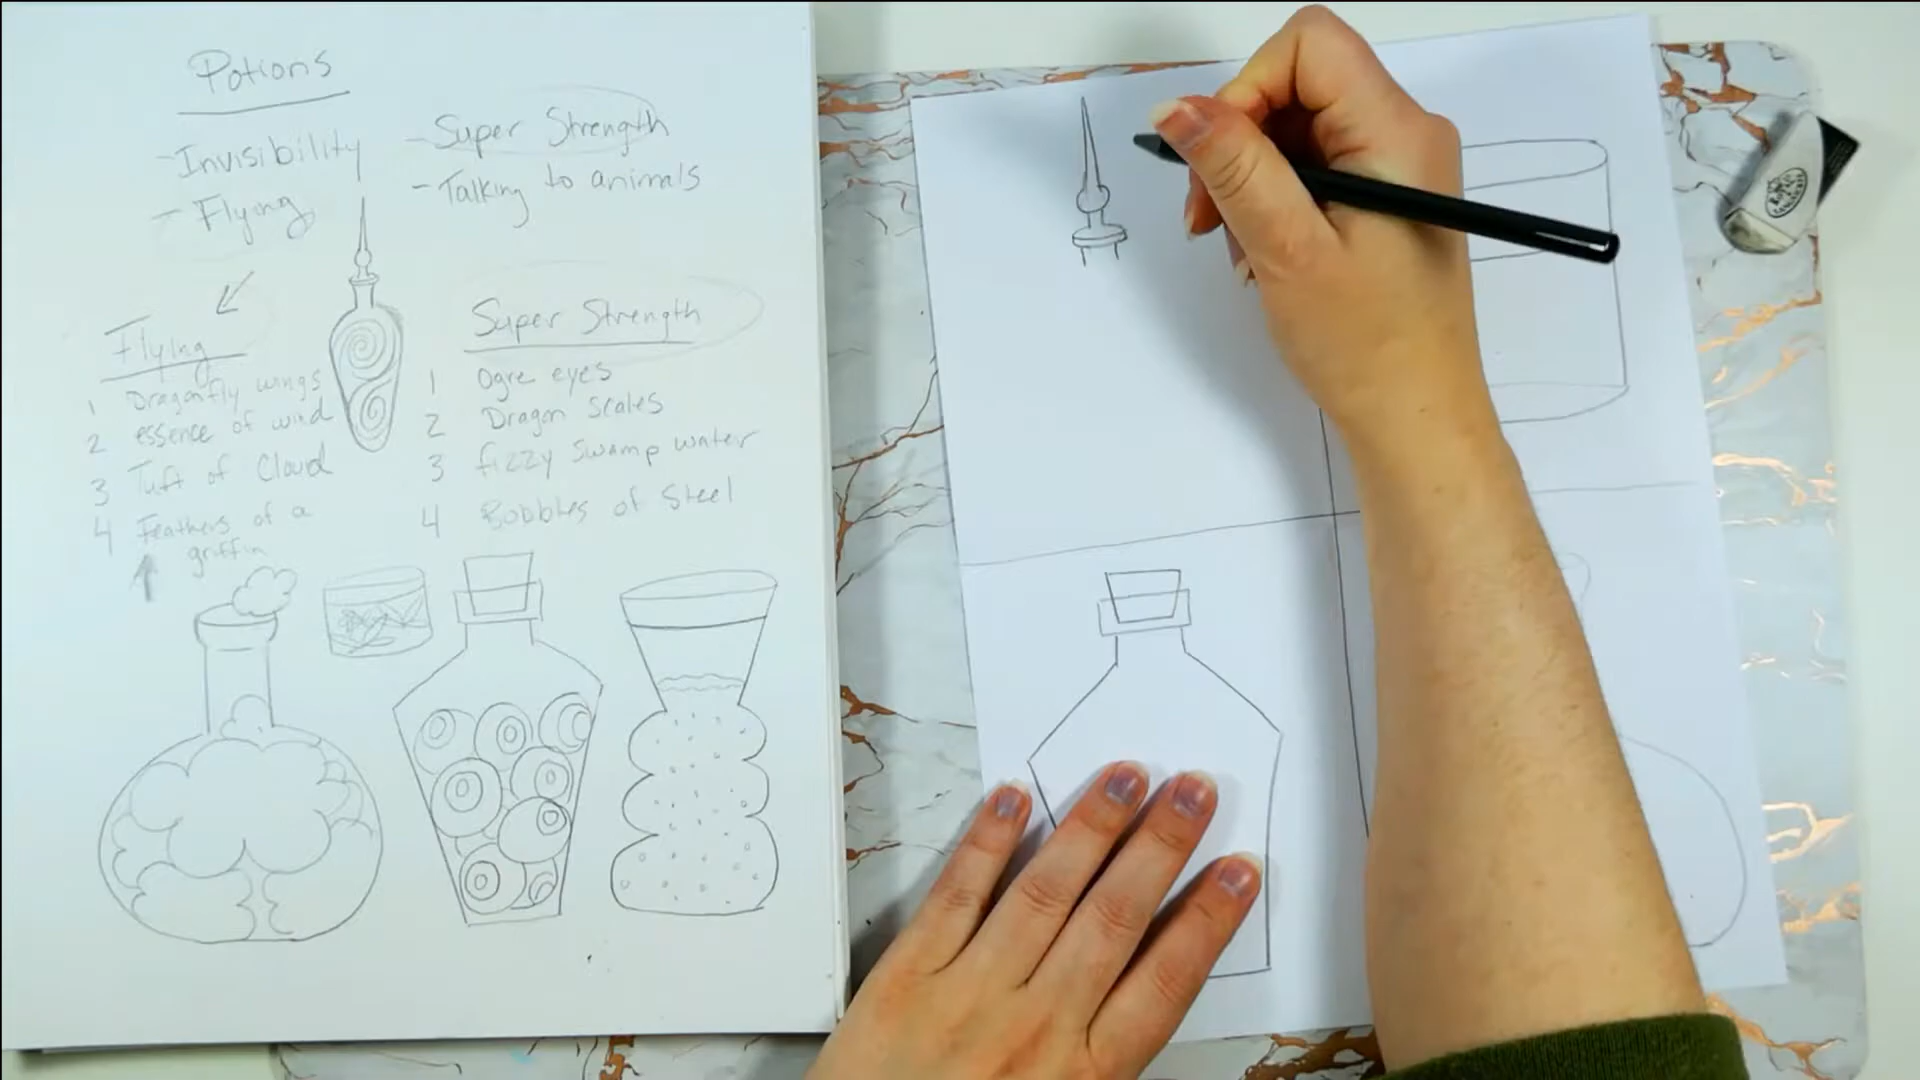 Potions
-Invisibility
-Flying
-Super Strength
-Talking to animals
Flying
1 Dragonfly wings
2 essence of wind
3 Tuft of Cloud
4 Feathers of a
griffin
Super Strength
1 Ogre eyes
2 Dragon scales
3 fizzy swamp water
4 Bobbles of Steel